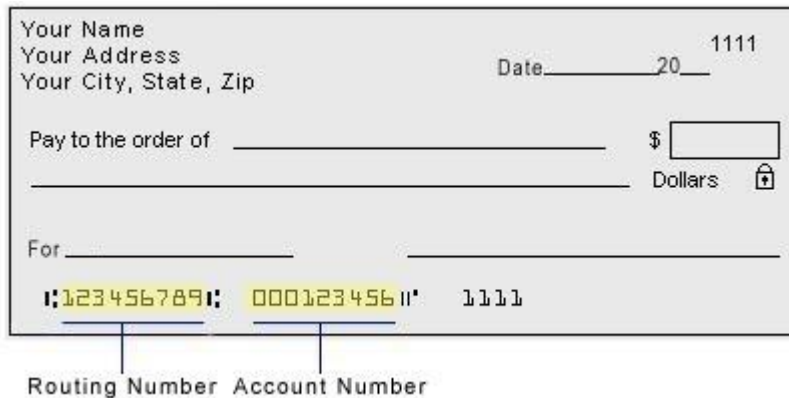 Your Name
Your Address
Your City, State, Zip
1111
Date 20
Pay to the order of $
Dollars
For
⑆123456789⑆ 000123456⑈ 1111
Routing Number Account Number